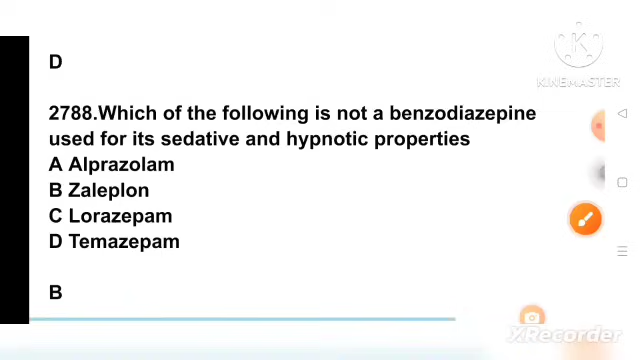 D
KINEMASTER
2788.Which of the following is not a benzodiazepine
used for its sedative and hypnotic properties
A Alprazolam
B Zaleplon
C Lorazepam
D Temazepam
B
XRecorder